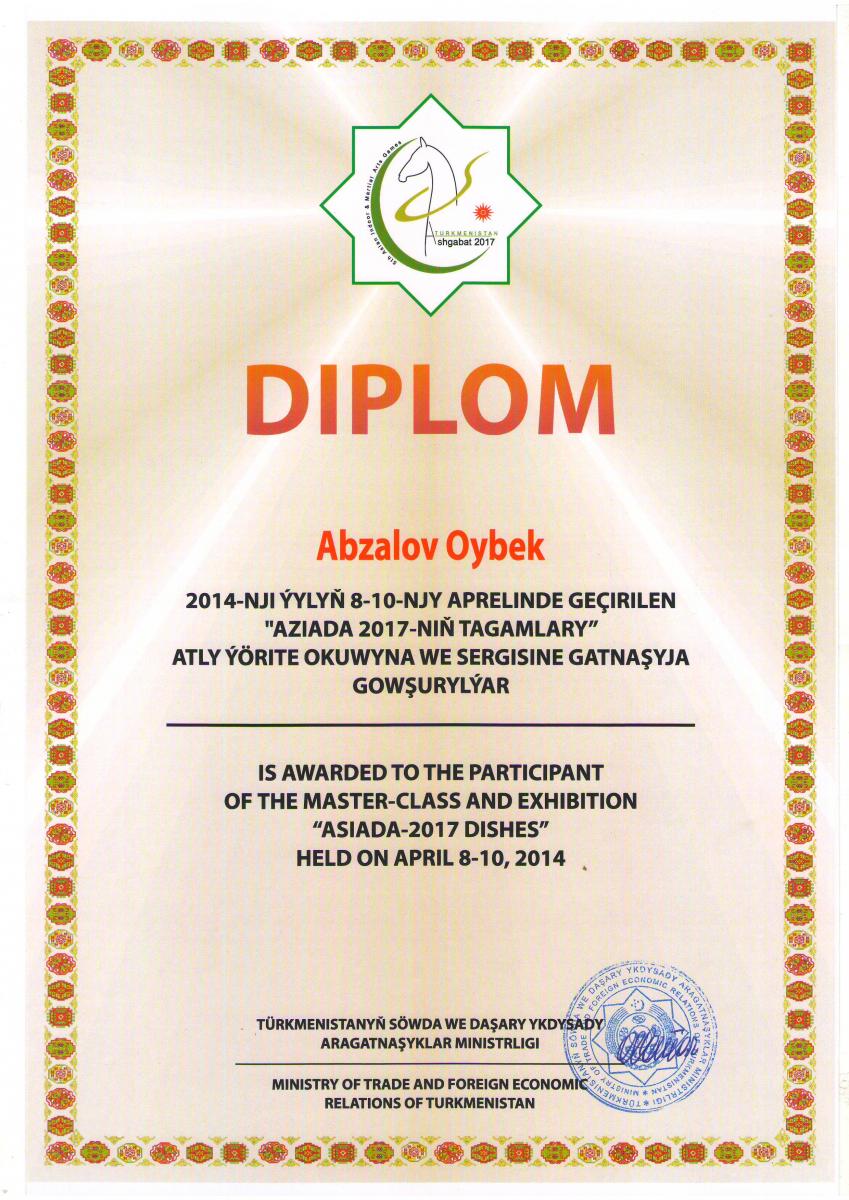 5th Asian Indoor & Martial Arts Games
TURKMENISTAN
Ashgabat 2017
DIPLOM
Abzalov Oybek
2014-NJI ÝYLYŇ 8-10-NJY APRELINDE GEÇIRILEN
"AZIADA 2017-NIŇ TAGAMLARY”
ATLY ÝÖRITE OKUWYNA WE SERGISINE GATNAŞYJA
GOWŞURYLÝAR
IS AWARDED TO THE PARTICIPANT
OF THE MASTER-CLASS AND EXHIBITION
“ASIADA-2017 DISHES”
HELD ON APRIL 8-10, 2014
TÜRKMENISTANYŇ SÖWDA WE DAŞARY YKDYSADY
ARAGATNAŞYKLAR MINISTRLIGI
MINISTRY OF TRADE AND FOREIGN ECONOMIC
RELATIONS OF TURKMENISTAN
TÜRKMENISTANYŇ SÖWDA WE DAŞARY YKDYSADY ARAGATNAŞYKLAR MINISTRLIGI
MINISTRY OF TRADE AND FOREIGN ECONOMIC RELATIONS TURKMENISTAN